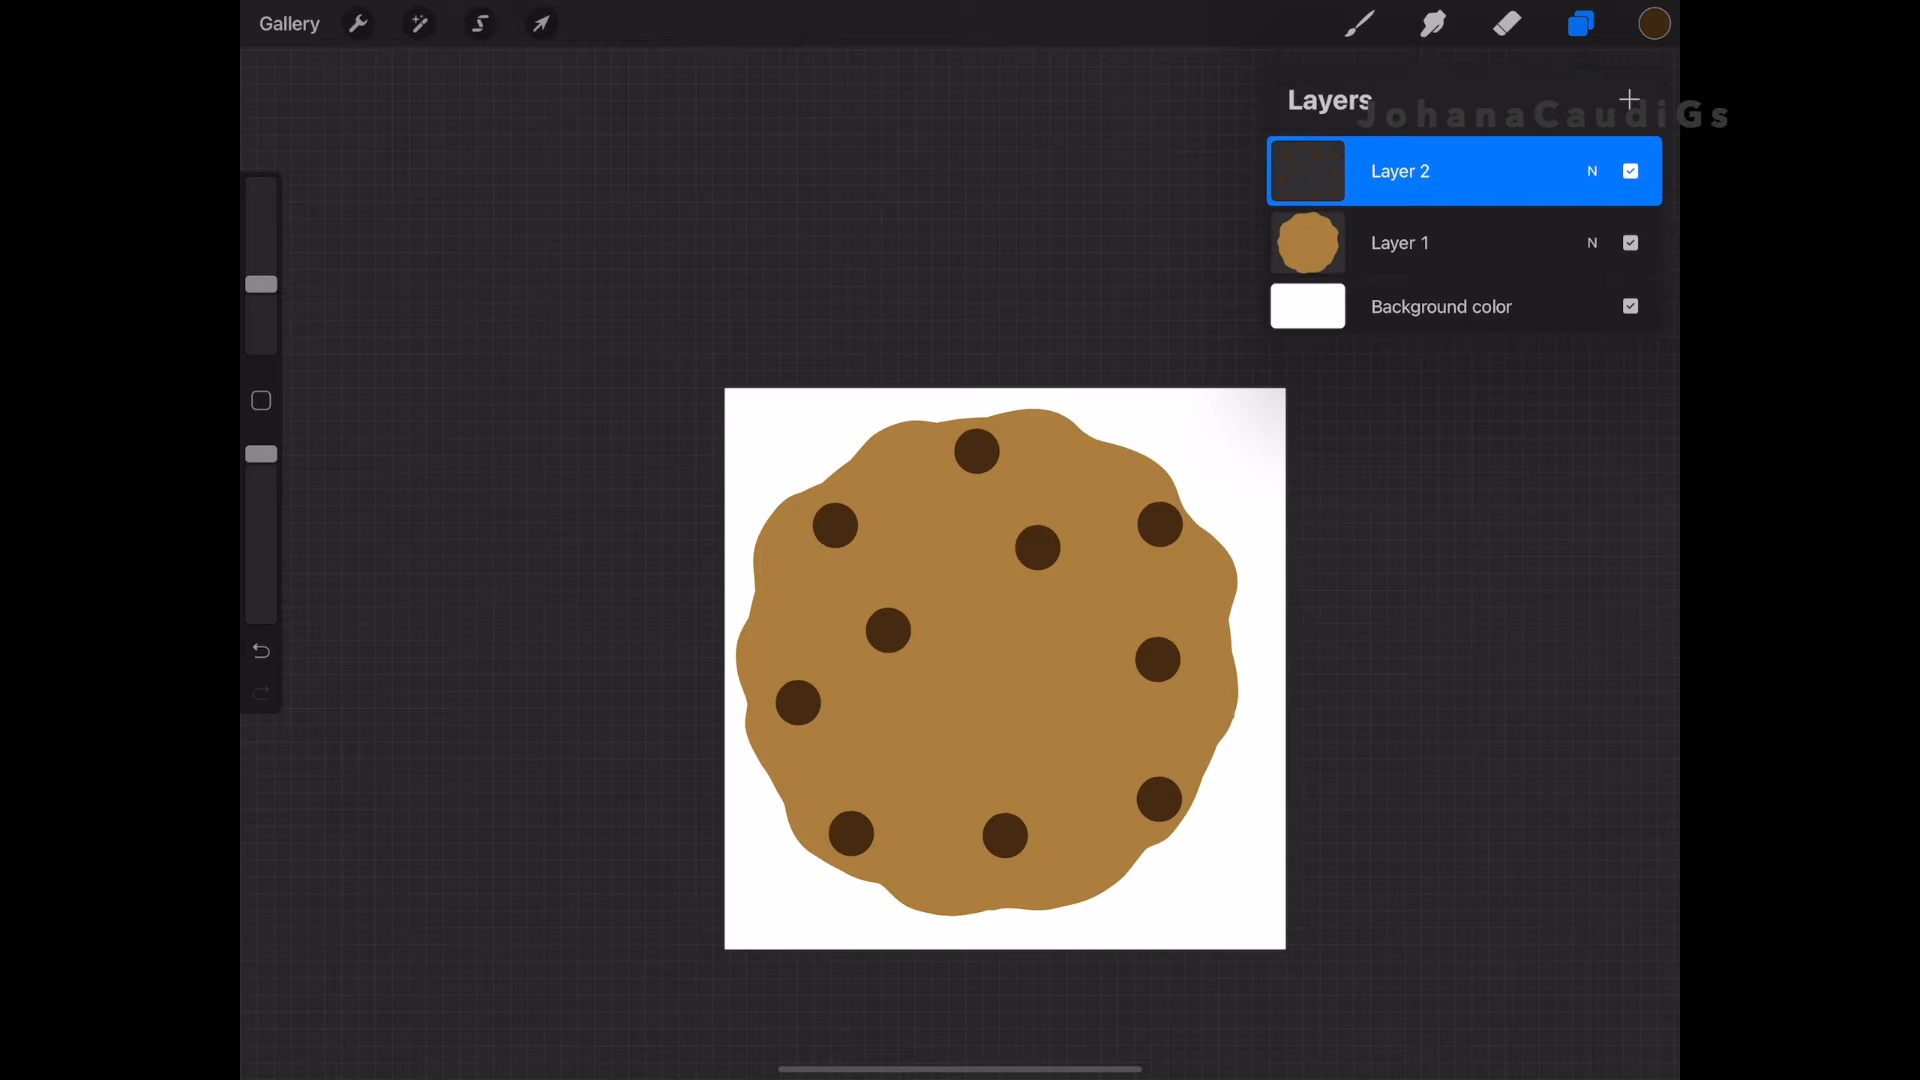 Gallery
Layers
JohanaCaudiGs
Layer 2 N
Layer 1 N
Background color